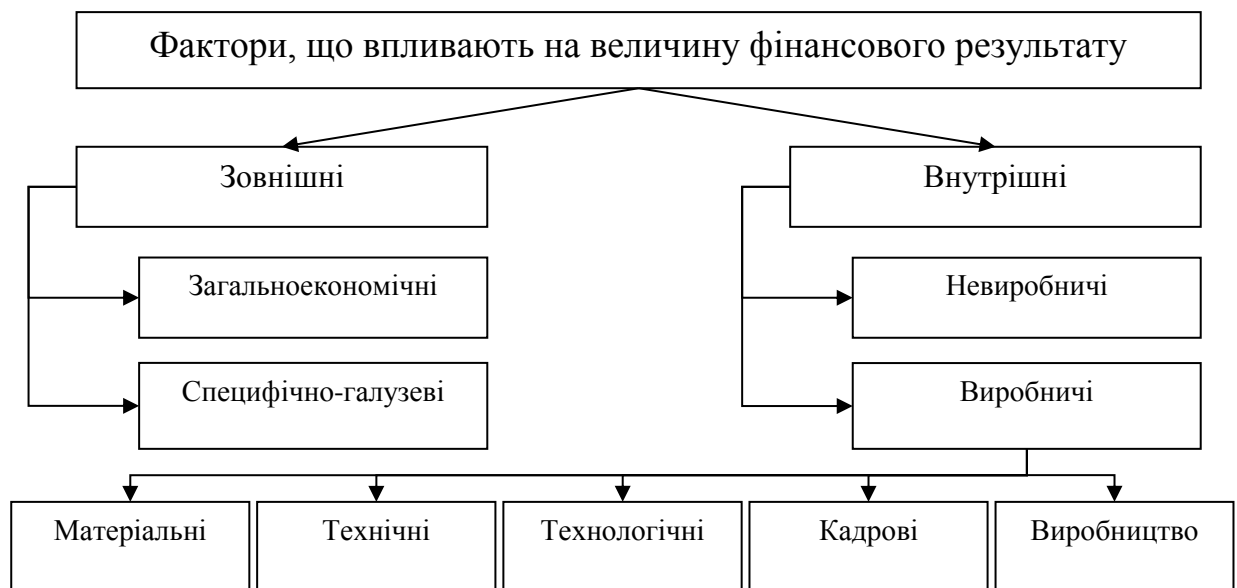 Фактори, що впливають на величину фінансового результату
Зовнішні
Внутрішні
Загальноекономічні
Невиробничі
Специфічно-галузеві
Виробничі
Матеріальні
Технічні
Технологічні
Кадрові
Виробництво